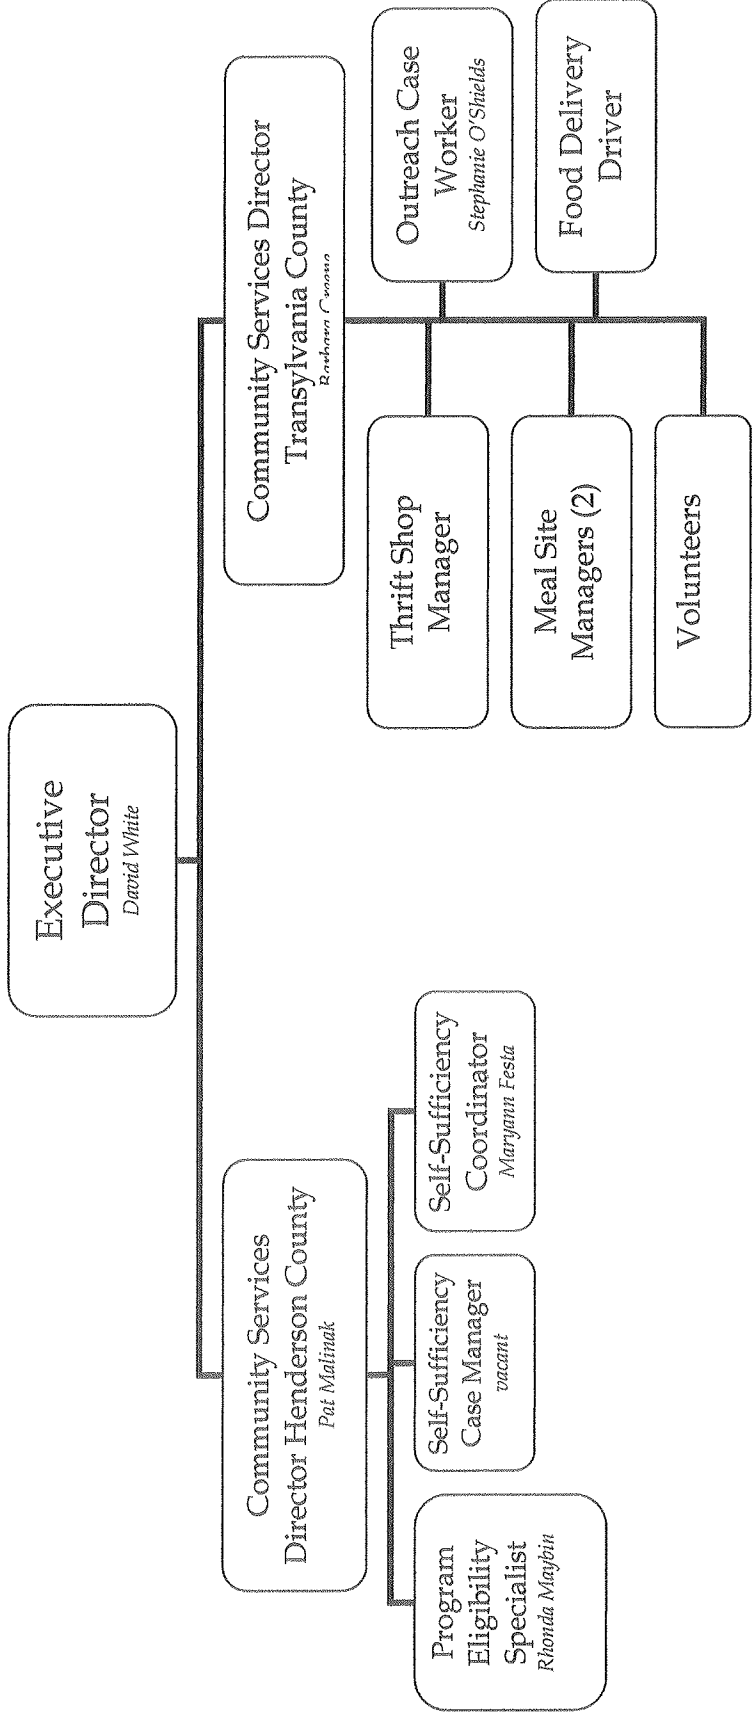 Executive
Director
David White
Community Services
Director Henderson County
Pat Malinak
Community Services Director
Transylvania County
Barbara
Program
Eligibility
Specialist
Rhonda Maybin
Self-Sufficiency
Case Manager
vacant
Self-Sufficiency
Coordinator
Maryann Festa
Thrift Shop
Manager
Outreach Case
Worker
Stephanie O'Shields
Meal Site
Managers (2)
Food Delivery
Driver
Volunteers